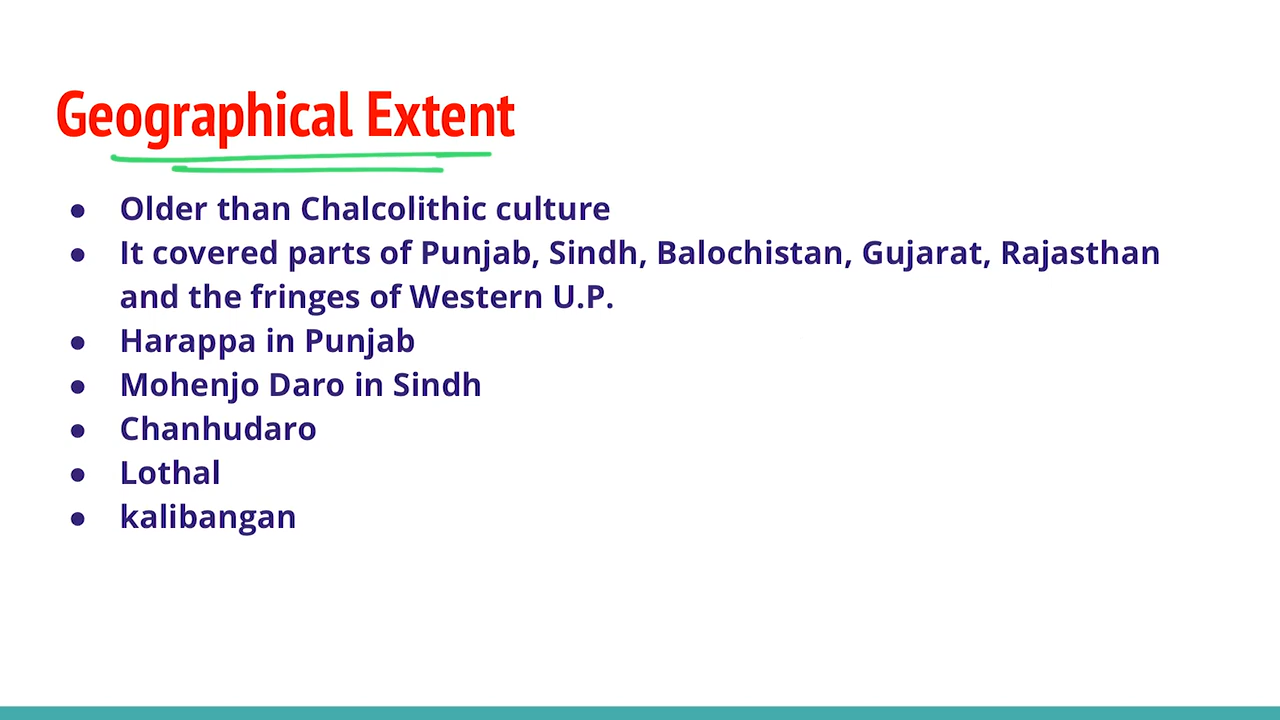 Geographical Extent
● Older than Chalcolithic culture
● It covered parts of Punjab, Sindh, Balochistan, Gujarat, Rajasthan
and the fringes of Western U.P.
● Harappa in Punjab
● Mohenjo Daro in Sindh
● Chanhudaro
● Lothal
● kalibangan